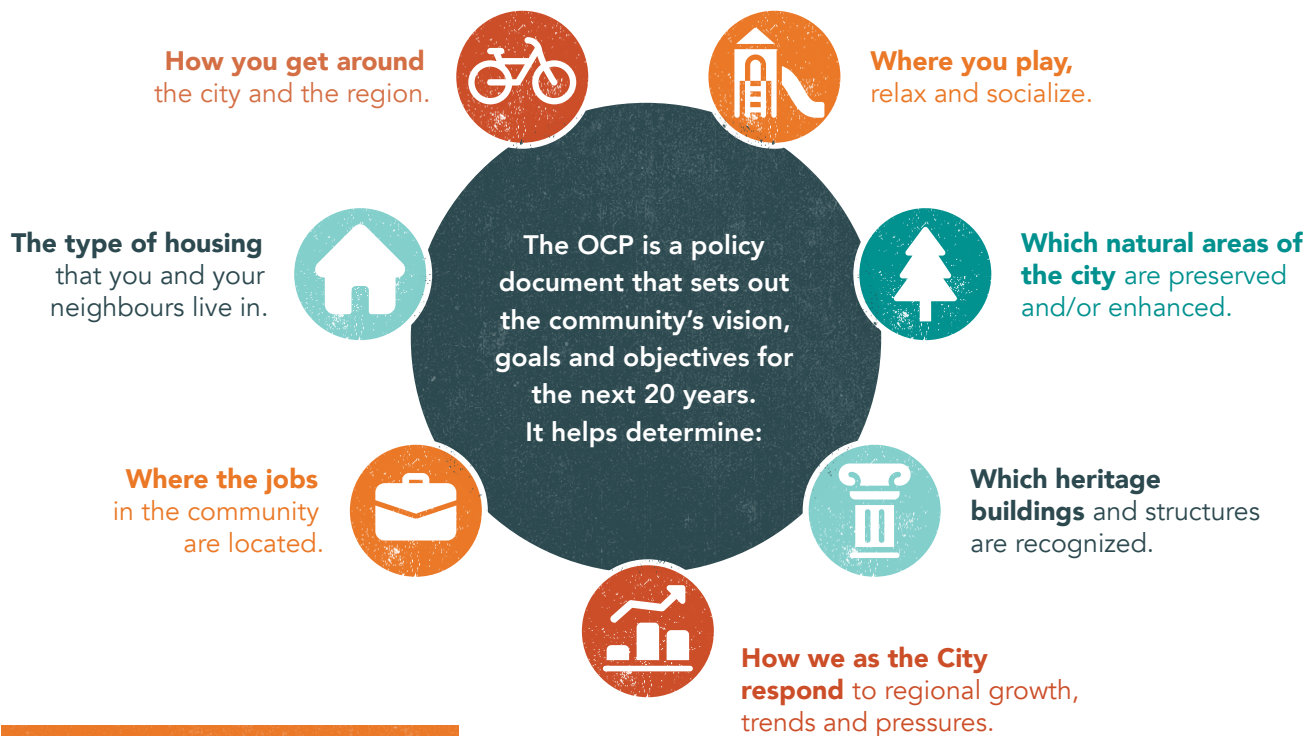 The OCP is a policy
document that sets out
the community’s vision,
goals and objectives for
the next 20 years.
It helps determine:
How you get around
the city and the region.
Where you play,
relax and socialize.
The type of housing
that you and your
neighbours live in.
Which natural areas of
the city are preserved
and/or enhanced.
Where the jobs
in the community
are located.
Which heritage
buildings and structures
are recognized.
How we as the City
respond to regional growth,
trends and pressures.